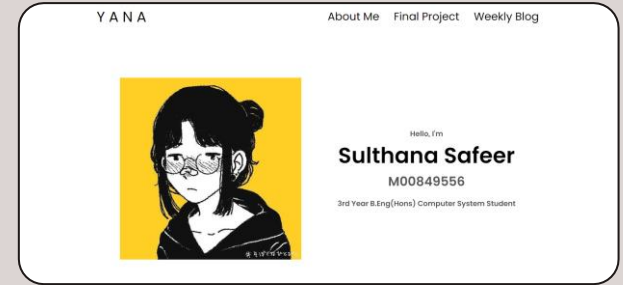 YANA
About Me Final Project Weekly Blog
Hello, I'm
Sulthana Safeer
M00849556
3rd Year B.Eng(Hons) Computer System Student